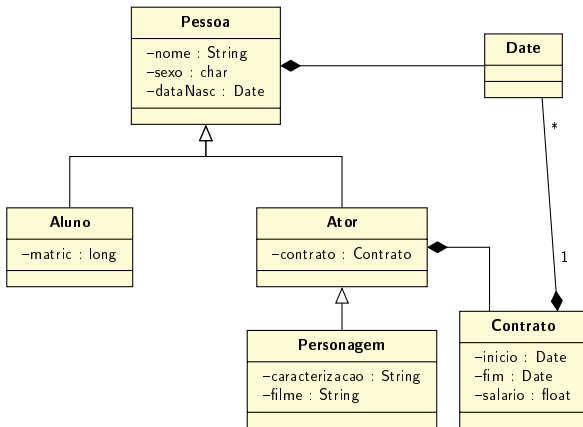 Pessoa
–nome : String
–sexo : char
–dataNasc : Date
Date
*
1
Aluno
–matric : long
Ator
–contrato : Contrato
Personagem
–caracterizacao : String
–filme : String
Contrato
–inicio : Date
–fim : Date
–salario : float